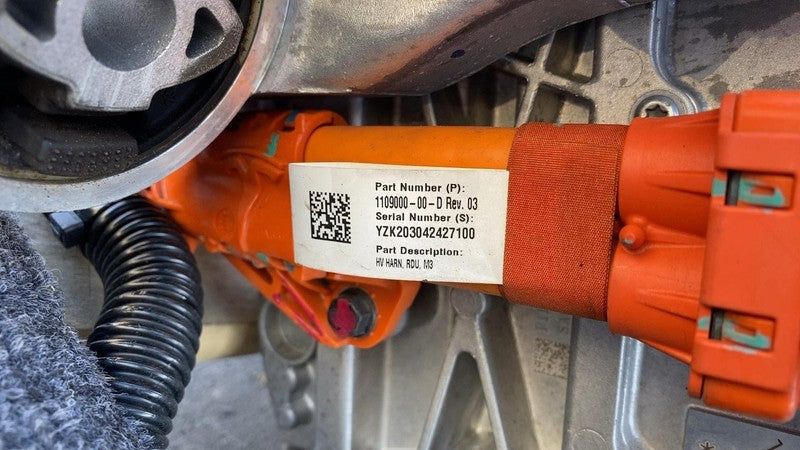 Part Number (P):
1109000-00-D Rev. 03
Serial Number (S):
YZK203042427100
Part Description:
HV HARN, RDU, M3